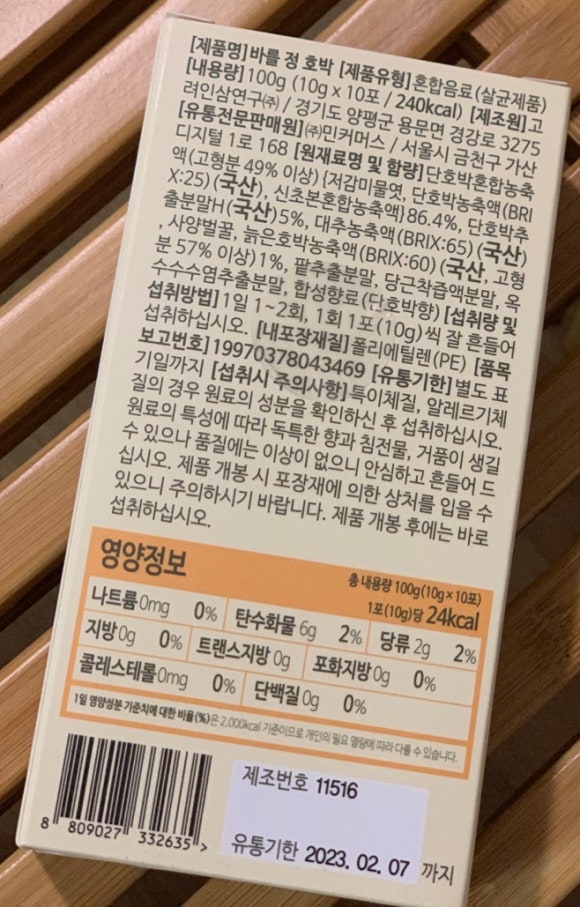 [제품명] 바를 정 호박 [제품유형] 혼합음료 (살균제품)
[내용량] 100g (10g x 10포 / 240kcal) [제조원] 고
려인삼연구㈜ / 경기도 양평군 용문면 경강로 3275
[유통전문판매원] ㈜민커머스 / 서울시 금천구 가산
디지털 1로 168 [원재료명 및 함량] 단호박혼합농축
액(고형분 49% 이상) {저감미물엿, 단호박농축액(BRI
X:25) (국산), 신초본혼합농축액} 86.4%, 단호박추
출분말H (국산) 5%, 대추농축액(BRIX:65) (국산)
, 사양벌꿀, 늙은호박농축액(BRIX:60) (국산, 고형
분 57% 이상) 1%, 팥추출분말, 당근착즙액분말, 옥
수수수염추출분말, 합성향료(단호박향) [섭취량 및
섭취방법] 1일 1~2회, 1회 1포(10g)씩 잘 흔들어
섭취하십시오. [내포장재질] 폴리에틸렌(PE) [품목
보고번호] 19970378043469 [유통기한] 별도 표
기일까지 [섭취시 주의사항] 특이체질, 알레르기체
질의 경우 원료의 성분을 확인하신 후 섭취하십시오.
원료의 특성에 따라 독특한 향과 침전물, 거품이 생길
수 있으나 품질에는 이상이 없으니 안심하고 흔들어 드
십시오. 제품 개봉 시 포장재에 의한 상처를 입을 수
있으니 주의하시기 바랍니다. 제품 개봉 후에는 바로
섭취하십시오.
영양정보
총 내용량 100g(10g×10포)
1포(10g)당 24kcal
나트륨 0mg 0% 탄수화물 6g 2% 당류 2g 2%
지방 0g 0% 트랜스지방 0g 포화지방 0g 0%
콜레스테롤 0mg 0% 단백질 0g 0%
1일 영양성분 기준치에 대한 비율(%)은 2,000kcal 기준이므로 개인의 필요 열량에 따라 다를 수 있습니다.
제조번호 11516
8 809027 332635 >
유통기한 2023. 02. 07 까지